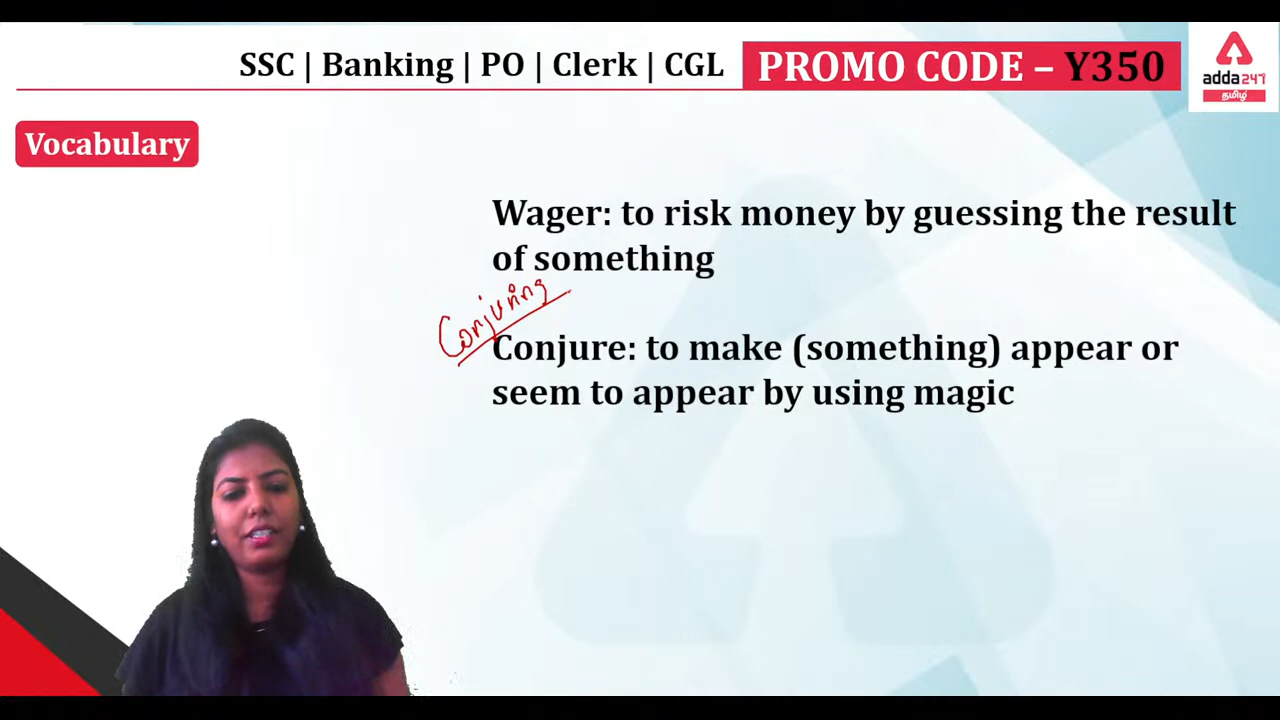 SSC | Banking | PO | Clerk | CGL PROMO CODE – Y350
adda247
தமிழ்
Vocabulary
Wager: to risk money by guessing the result
of something
Conjuring
Conjure: to make (something) appear or
seem to appear by using magic